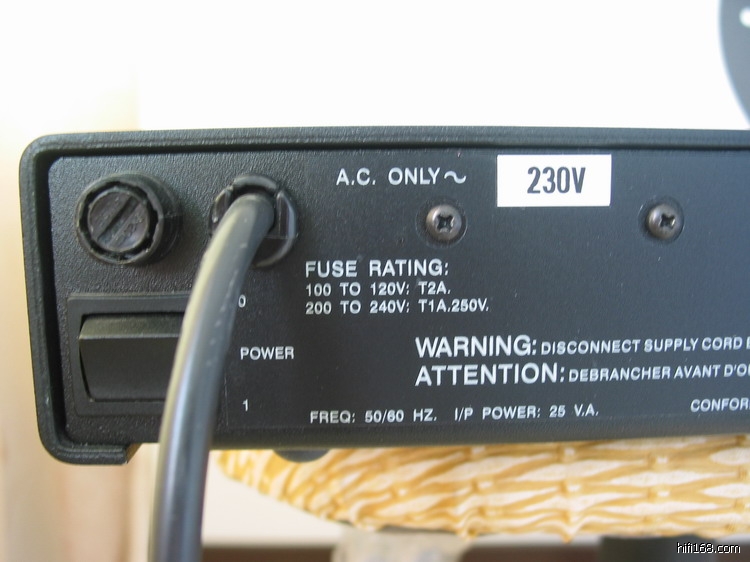 A.C. ONLY~
230V
FUSE RATING:
100 TO 120V: T2A.
200 TO 240V: T1A.250V.
0
POWER
1
WARNING: DISCONNECT SUPPLY CORD
ATTENTION: DEBRANCHER AVANT
FREQ: 50/60 HZ. I/P POWER: 25 V.A.
hifi168.com